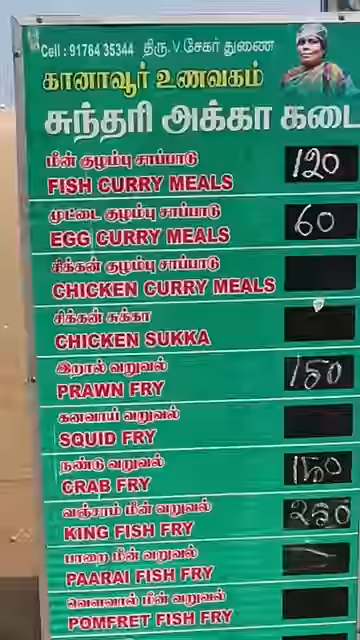 Cell : 91764 35344 திரு.V.சேகர் துணை
கானாவூர் உணவகம்
சுந்தரி அக்கா கடை
மீன் குழம்பு சாப்பாடு
FISH CURRY MEALS 120
முட்டை குழம்பு சாப்பாடு
EGG CURRY MEALS 60
சிக்கன் குழம்பு சாப்பாடு
CHICKEN CURRY MEALS
சிக்கன் சுக்கா
CHICKEN SUKKA
இறால் வறுவல்
PRAWN FRY 150
கனவாய் வறுவல்
SQUID FRY
நண்டு வறுவல்
CRAB FRY 150
வஞ்சரம் மீன் வறுவல்
KING FISH FRY
பாறை மீன் வறுவல்
PAARAI FISH FRY
வெளவால் மீன் வறுவல்
POMFRET FISH FRY